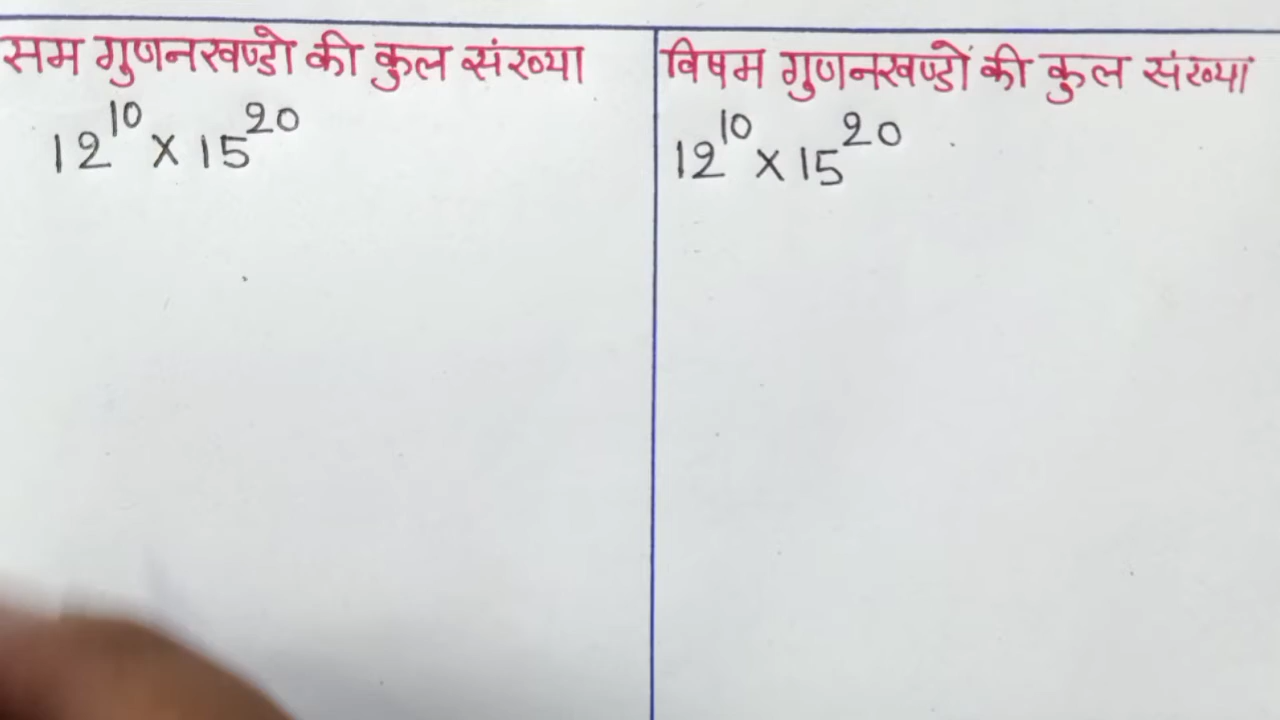 सम गुणनखण्डो की कुल संख्या
12^10 × 15^20
विषम गुणनखण्डों की कुल संख्या
12^10 × 15^20